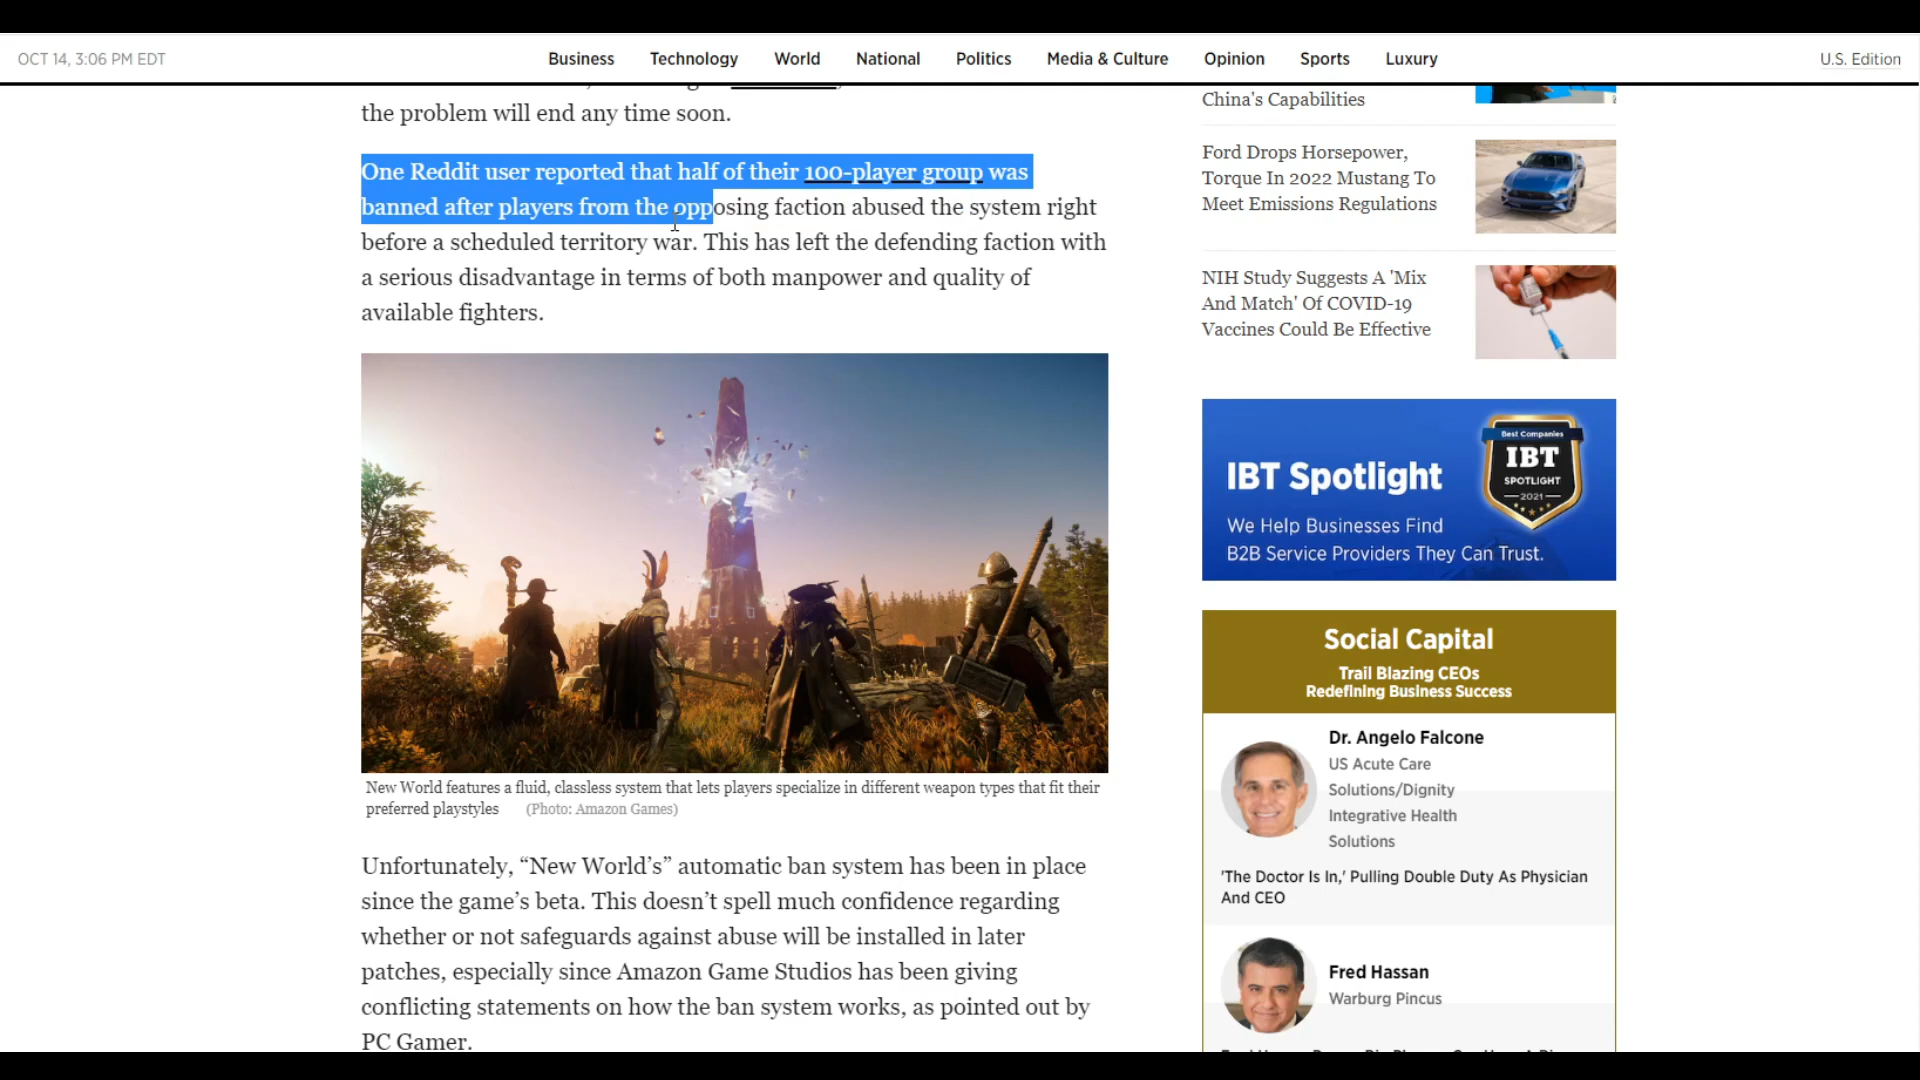 OCT 14, 3:06 PM EDT
Business Technology World National Politics Media & Culture Opinion Sports Luxury
U.S. Edition
the problem will end any time soon.
One Reddit user reported that half of their 100-player group was
banned after players from the opposing faction abused the system right
before a scheduled territory war. This has left the defending faction with
a serious disadvantage in terms of both manpower and quality of
available fighters.
New World features a fluid, classless system that lets players specialize in different weapon types that fit their
preferred playstyles (Photo: Amazon Games)
Unfortunately, “New World’s” automatic ban system has been in place
since the game’s beta. This doesn’t spell much confidence regarding
whether or not safeguards against abuse will be installed in later
patches, especially since Amazon Game Studios has been giving
conflicting statements on how the ban system works, as pointed out by
PC Gamer.
China's Capabilities
Ford Drops Horsepower,
Torque In 2022 Mustang To
Meet Emissions Regulations
NIH Study Suggests A 'Mix
And Match' Of COVID-19
Vaccines Could Be Effective
IBT Spotlight
We Help Businesses Find
B2B Service Providers They Can Trust.
Best Companies
IBT
SPOTLIGHT
2021
Social Capital
Trail Blazing CEOs
Redefining Business Success
Dr. Angelo Falcone
US Acute Care
Solutions/Dignity
Integrative Health
Solutions
'The Doctor Is In,' Pulling Double Duty As Physician
And CEO
Fred Hassan
Warburg Pincus